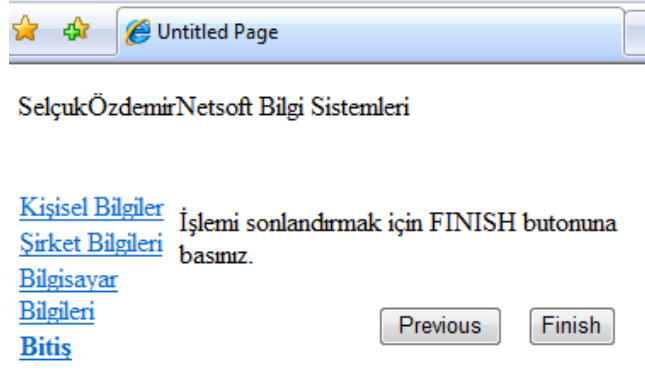 Untitled Page
SelçukÖzdemirNetsoft Bilgi Sistemleri
Kişisel Bilgiler
Şirket Bilgileri
Bilgisayar
Bilgileri
Bitiş
İşlemi sonlandırmak için FINISH butonuna
basınız.
Previous
Finish